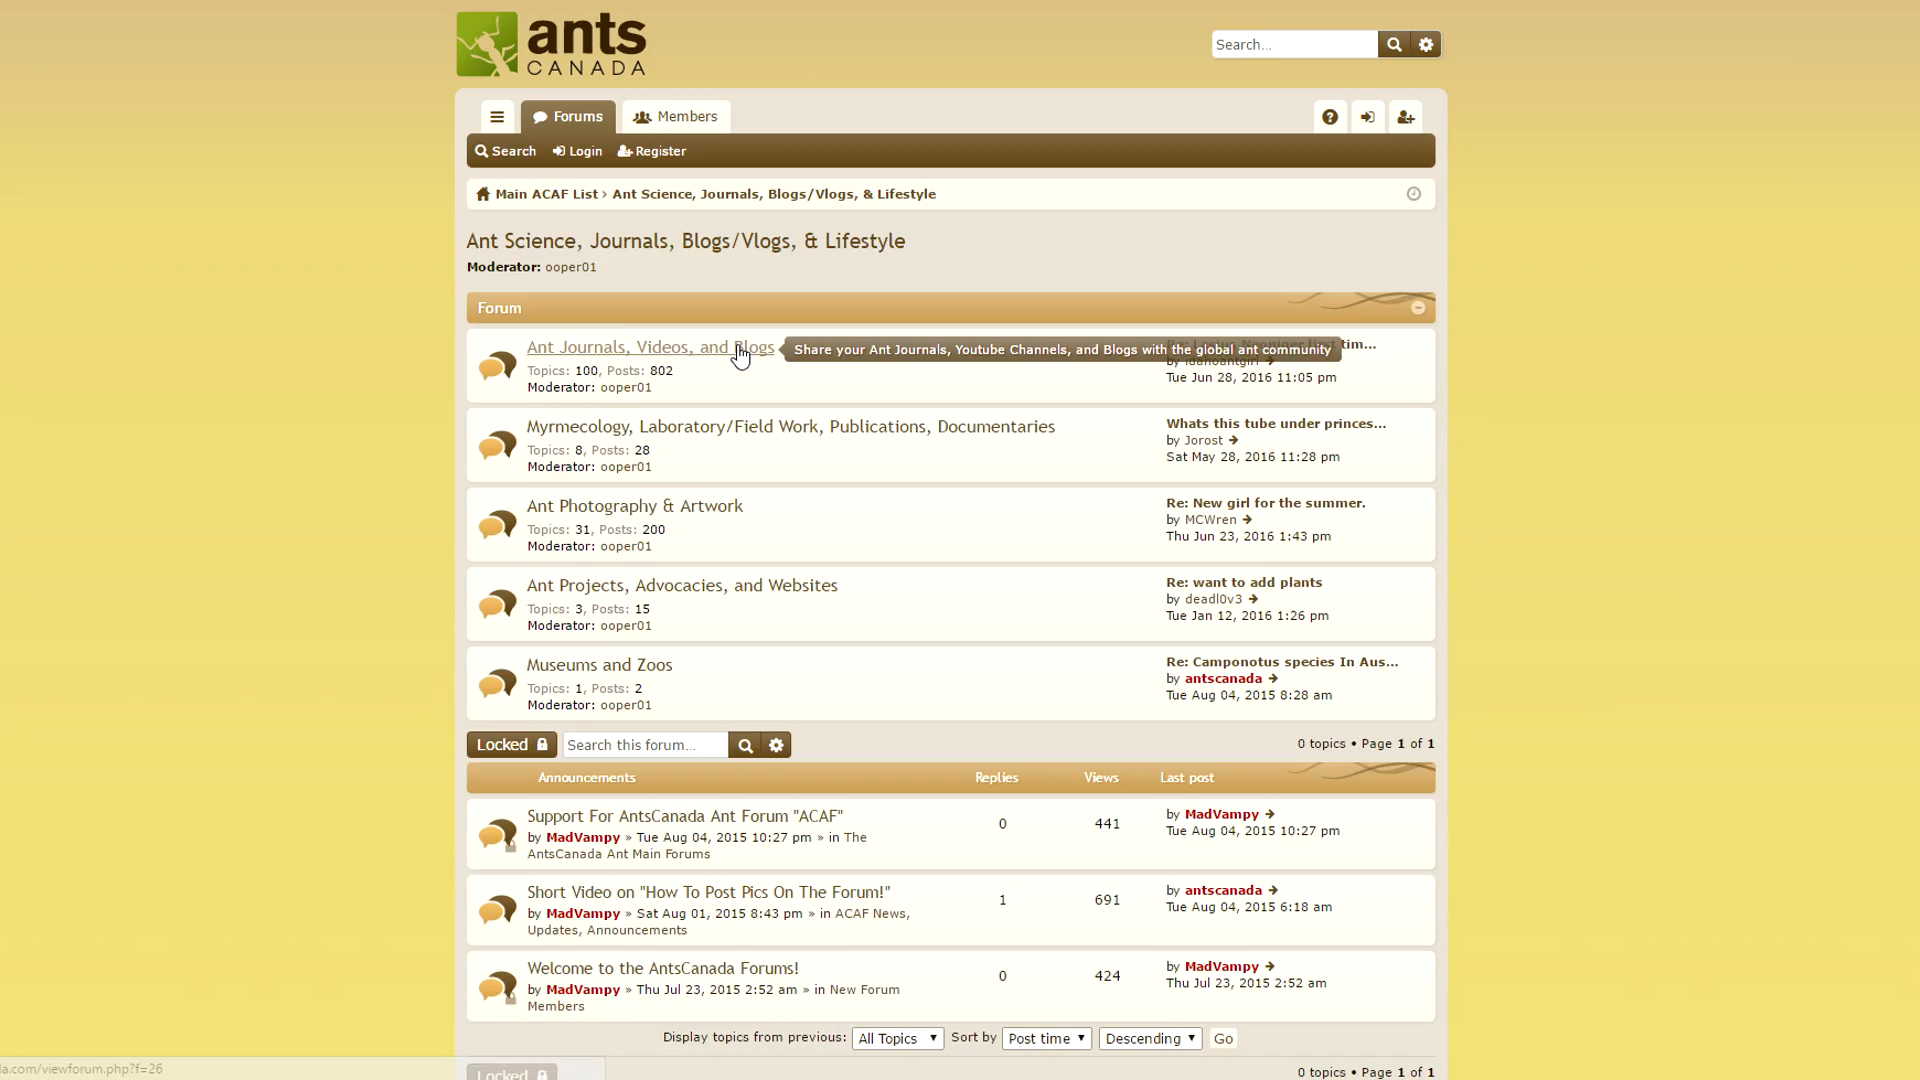 ants
CANADA
Search...
Forums
Members
Search
Login
Register
Main ACAF List › Ant Science, Journals, Blogs/Vlogs, & Lifestyle
Ant Science, Journals, Blogs/Vlogs, & Lifestyle
Moderator: ooper01
Forum
Ant Journals, Videos, and Blogs
Share your Ant Journals, Youtube Channels, and Blogs with the global ant community
tim...
Topics: 100, Posts: 802
by idahoantgirl
Moderator: ooper01
Tue Jun 28, 2016 11:05 pm
Myrmecology, Laboratory/Field Work, Publications, Documentaries
Topics: 8, Posts: 28
Moderator: ooper01
Whats this tube under princes...
by Jorost
Sat May 28, 2016 11:28 pm
Ant Photography & Artwork
Topics: 31, Posts: 200
Moderator: ooper01
Re: New girl for the summer.
by MCWren
Thu Jun 23, 2016 1:43 pm
Ant Projects, Advocacies, and Websites
Topics: 3, Posts: 15
Moderator: ooper01
Re: want to add plants
by deadl0v3
Tue Jan 12, 2016 1:26 pm
Museums and Zoos
Topics: 1, Posts: 2
Moderator: ooper01
Re: Camponotus species In Aus...
by antscanada
Tue Aug 04, 2015 8:28 am
Locked
Search this forum...
0 topics • Page 1 of 1
Announcements Replies Views Last post
Support For AntsCanada Ant Forum "ACAF"
by MadVampy » Tue Aug 04, 2015 10:27 pm » in The
AntsCanada Ant Main Forums
0
441
by MadVampy
Tue Aug 04, 2015 10:27 pm
Short Video on "How To Post Pics On The Forum!"
by MadVampy » Sat Aug 01, 2015 8:43 pm » in ACAF News,
Updates, Announcements
1
691
by antscanada
Tue Aug 04, 2015 6:18 am
Welcome to the AntsCanada Forums!
by MadVampy » Thu Jul 23, 2015 2:52 am » in New Forum
Members
0
424
by MadVampy
Thu Jul 23, 2015 2:52 am
Display topics from previous: All Topics Sort by Post time Descending Go
da.com/viewforum.php?f=26
Locked
0 topics • Page 1 of 1